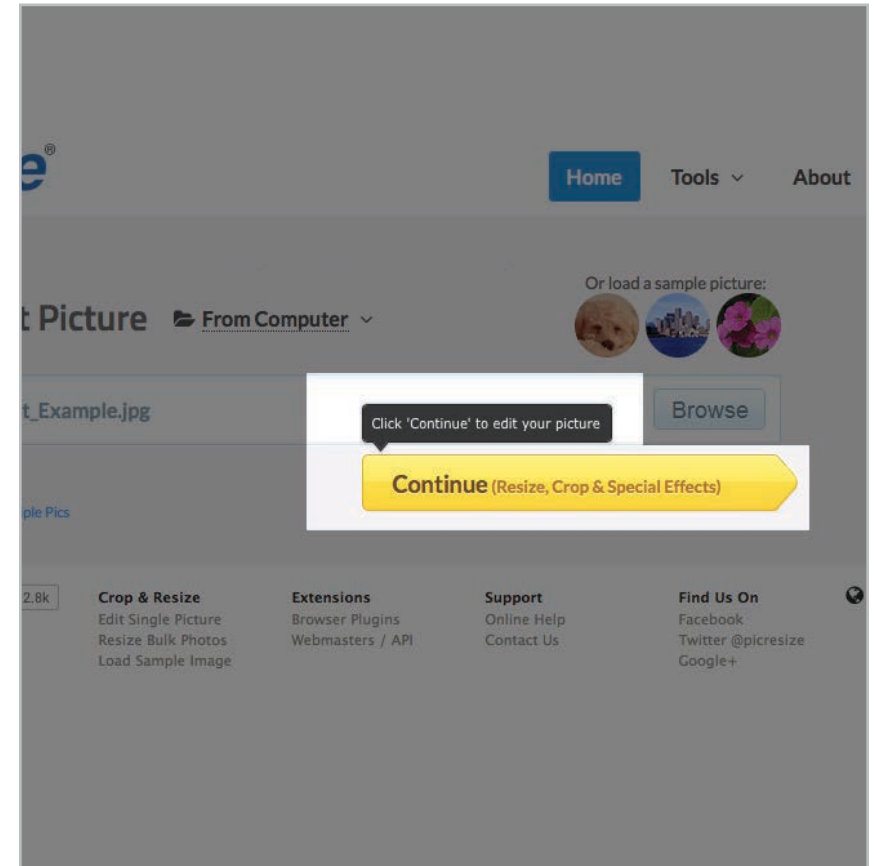 e®
Home Tools About
Or load a sample picture:
t Picture From Computer
t_Example.jpg Browse
Click 'Continue' to edit your picture
Continue (Resize, Crop & Special Effects)
ple Pics
2.8k Crop & Resize Extensions Support Find Us On
Edit Single Picture Browser Plugins Online Help Facebook
Resize Bulk Photos Webmasters / API Contact Us Twitter @picresize
Load Sample Image Google+